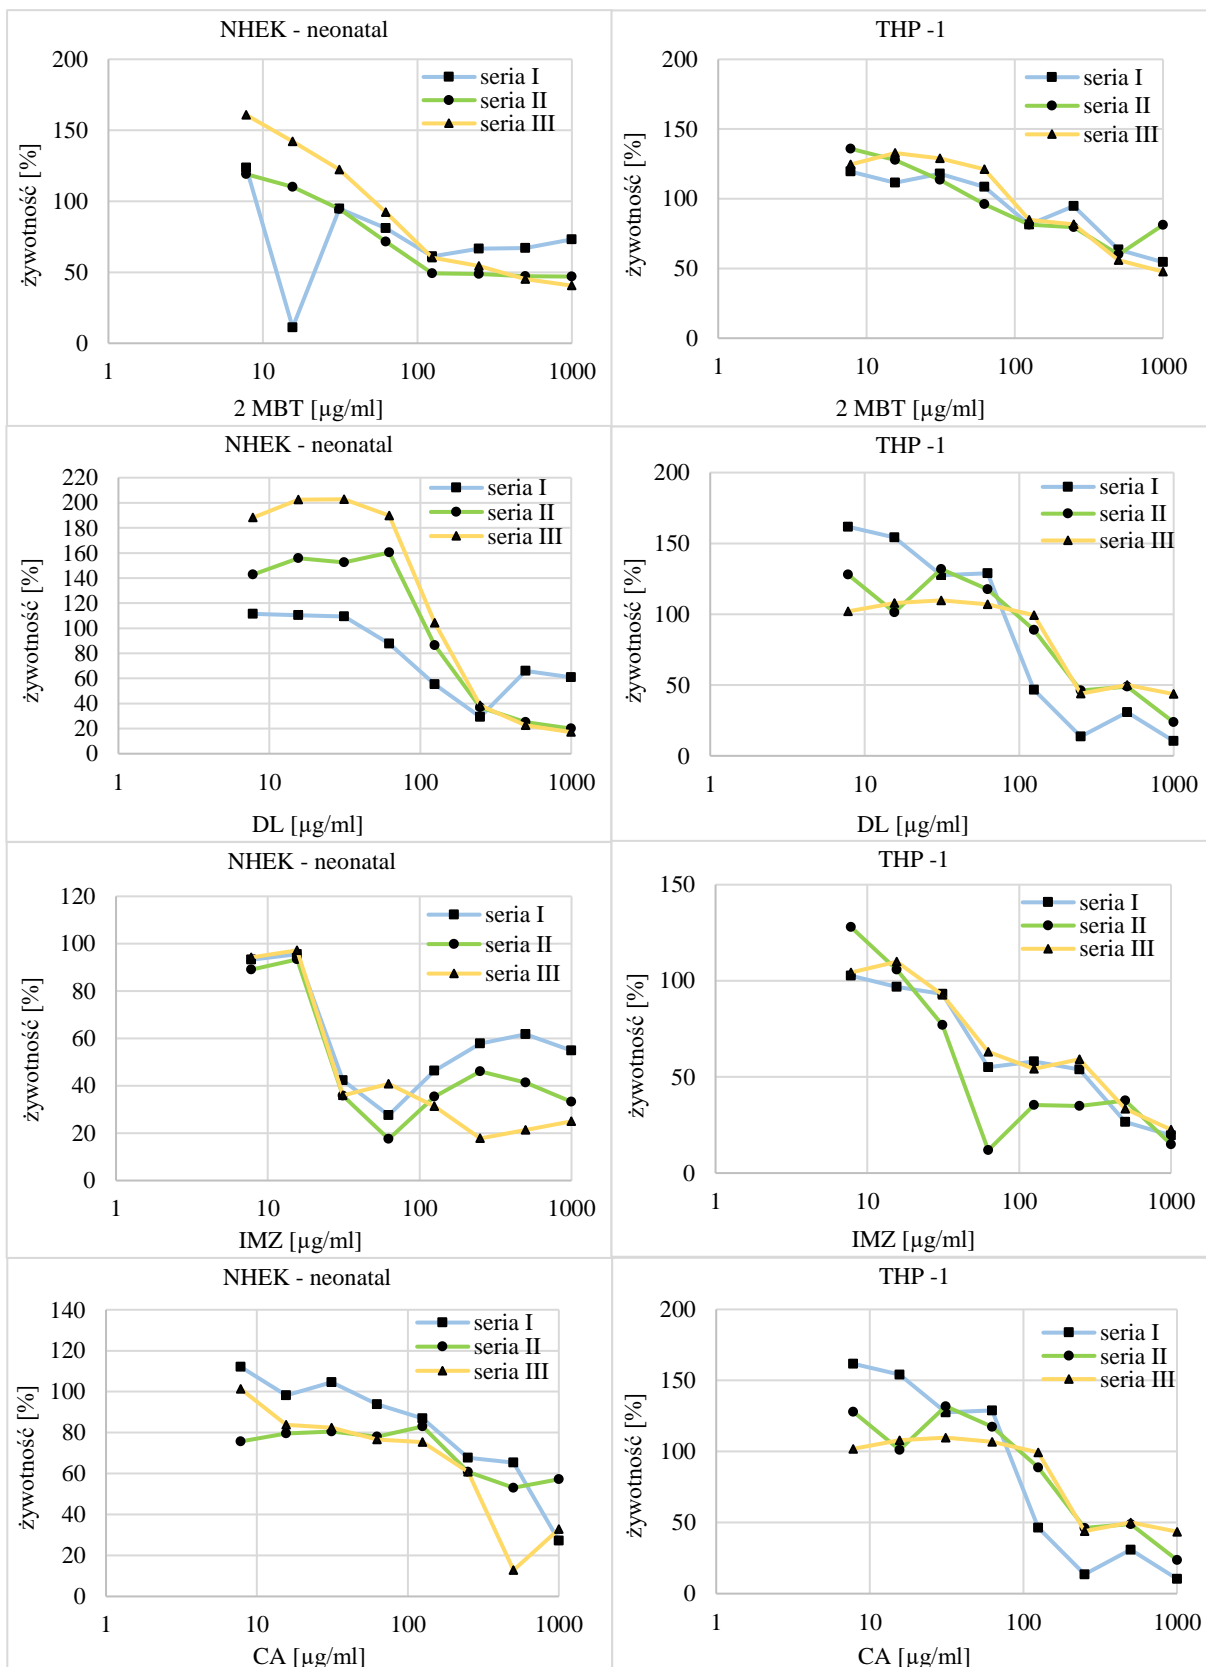 NHEK - neonatal
żywotność [%]
200
150
100
50
0
seria I
seria II
seria III
1
10
100
1000
2 MBT [µg/ml]
THP -1
żywotność [%]
200
150
100
50
0
seria I
seria II
seria III
1
10
100
1000
2 MBT [µg/ml]
NHEK - neonatal
żywotność [%]
220
200
180
160
140
120
100
80
60
40
20
0
seria I
seria II
seria III
1
10
100
1000
DL [µg/ml]
THP -1
żywotność [%]
200
150
100
50
0
seria I
seria II
seria III
1
10
100
1000
DL [µg/ml]
NHEK - neonatal
żywotność [%]
120
100
80
60
40
20
0
seria I
seria II
seria III
1
10
100
1000
IMZ [µg/ml]
THP -1
żywotność [%]
150
100
50
0
seria I
seria II
seria III
1
10
100
1000
IMZ [µg/ml]
NHEK - neonatal
żywotność [%]
140
120
100
80
60
40
20
0
seria I
seria II
seria III
1
10
100
1000
CA [µg/ml]
THP -1
żywotność [%]
200
150
100
50
0
seria I
seria II
seria III
1
10
100
1000
CA [µg/ml]